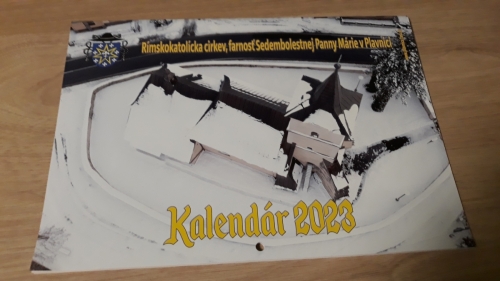 Rímskokatolícka cirkev, farnosť Sedembolestnej Panny Márie v Plavnici
Kalendár 2023